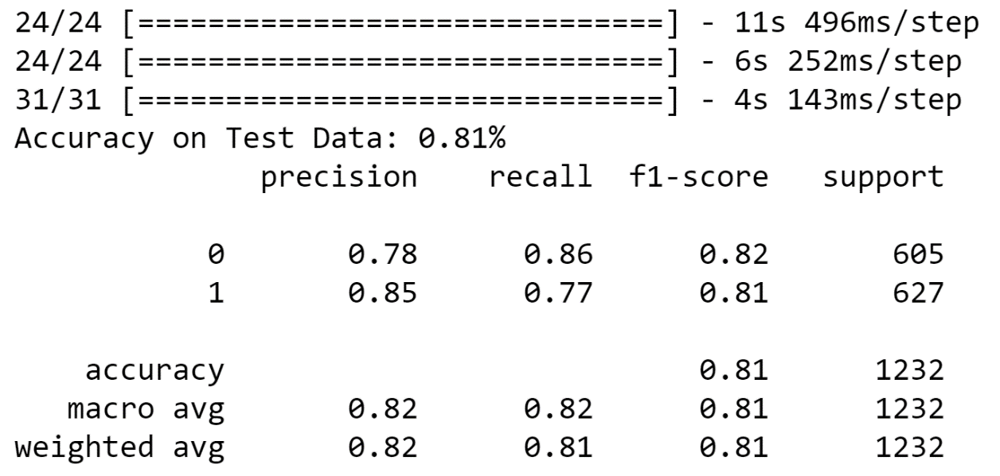 24/24 [==============================] - 11s 496ms/step
24/24 [==============================] - 6s 252ms/step
31/31 [==============================] - 4s 143ms/step
Accuracy on Test Data: 0.81%
precision recall f1-score support
0 0.78 0.86 0.82 605
1 0.85 0.77 0.81 627
accuracy 0.81 1232
macro avg 0.82 0.82 0.81 1232
weighted avg 0.82 0.81 0.81 1232